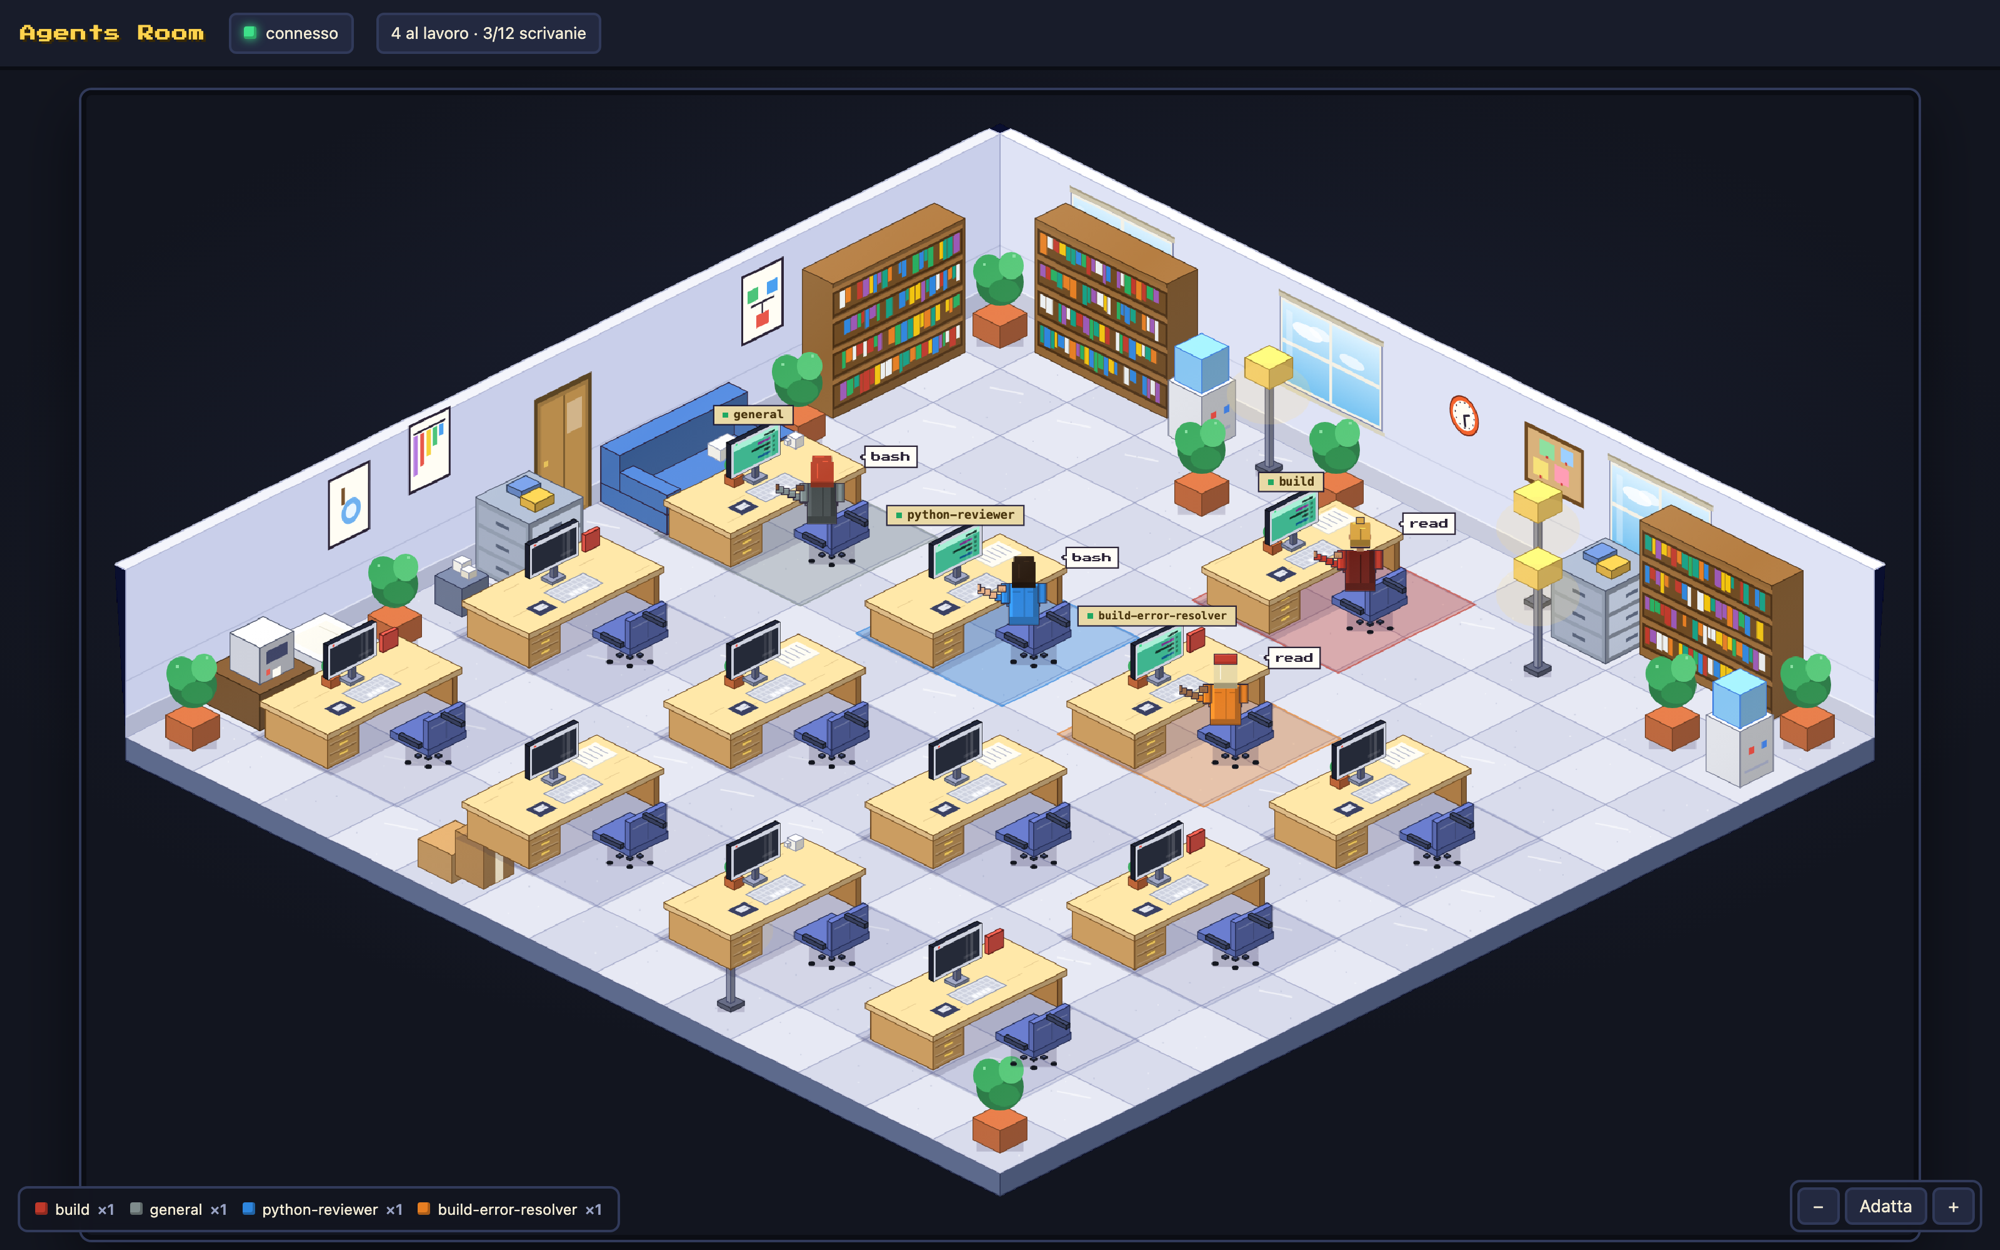 Agents Room
connesso
4 al lavoro · 3/12 scrivanie
general
bash
build
python-reviewer
read
bash
build-error-resolver
read
build ×1 general ×1 python-reviewer ×1 build-error-resolver ×1
− Adatta +